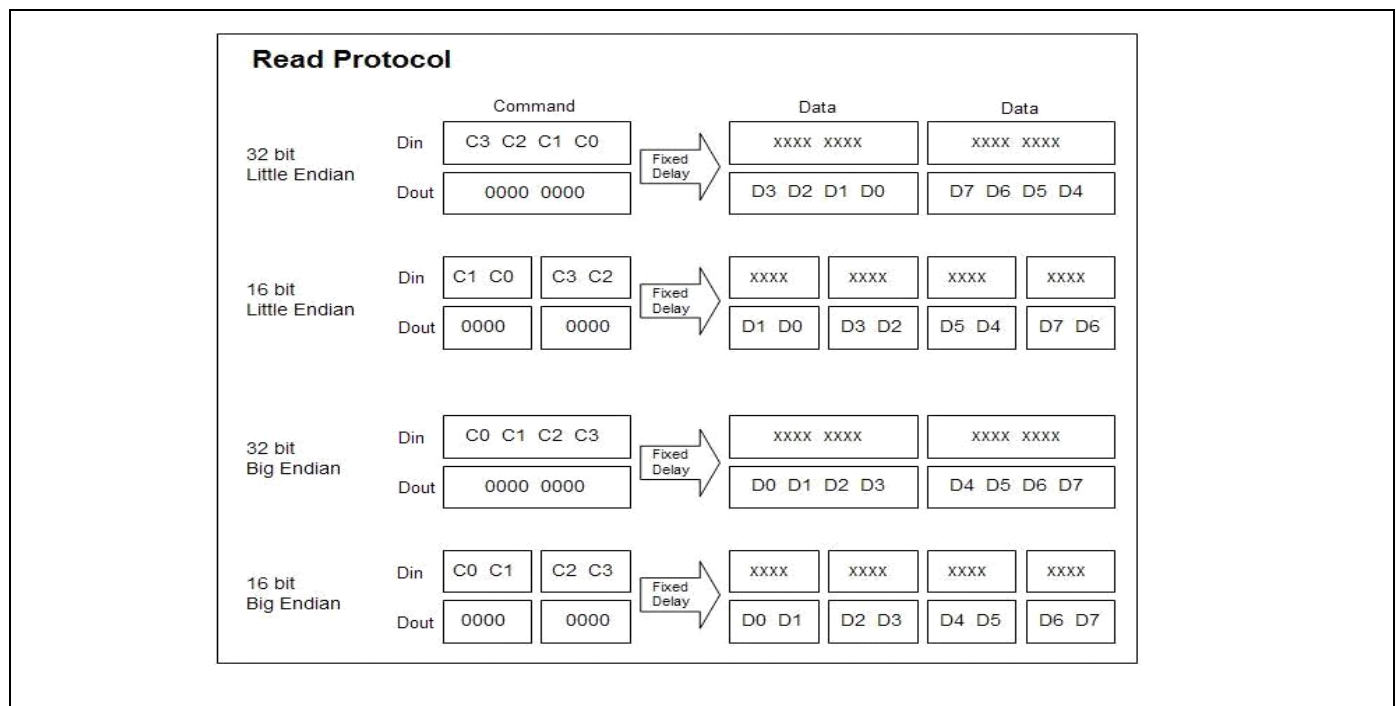 Read Protocol
Command Data Data
32 bit
Little Endian
Din C3 C2 C1 C0 xxxx xxxx xxxx xxxx
Fixed
Delay
Dout 0000 0000 D3 D2 D1 D0 D7 D6 D5 D4
16 bit
Little Endian
Din C1 C0 C3 C2 xxxx xxxx xxxx xxxx
Fixed
Delay
Dout 0000 0000 D1 D0 D3 D2 D5 D4 D7 D6
32 bit
Big Endian
Din C0 C1 C2 C3 xxxx xxxx xxxx xxxx
Fixed
Delay
Dout 0000 0000 D0 D1 D2 D3 D4 D5 D6 D7
16 bit
Big Endian
Din C0 C1 C2 C3 xxxx xxxx xxxx xxxx
Fixed
Delay
Dout 0000 0000 D0 D1 D2 D3 D4 D5 D6 D7